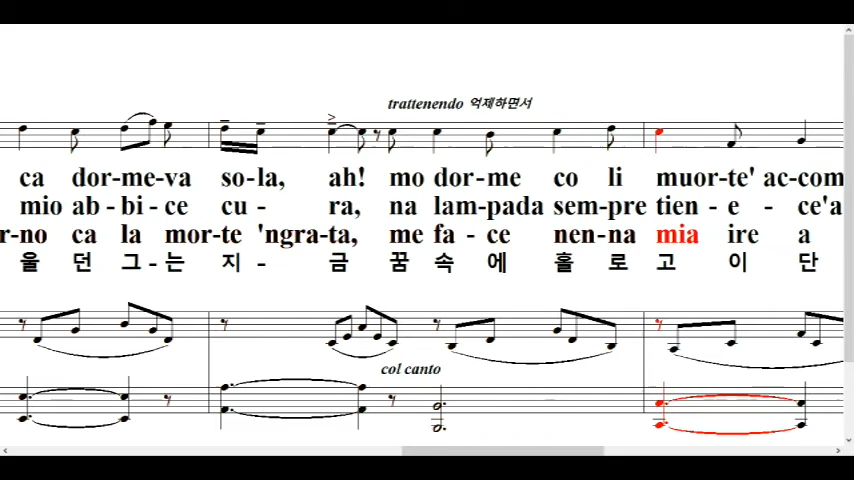 trattenendo 억제하면서
ca dor-me-va so-la, ah! mo dor-me co li muor-te' ac-com
mio ab-bi-ce cu- ra, na lam-pada sem-pre tien-e-ce'a
r-no ca la mor-te 'ngra-ta, me fa-ce nen-na mia ire a
울 던 그-는 지- 금 꿈 속 에 홀 로 고 이 단
col canto